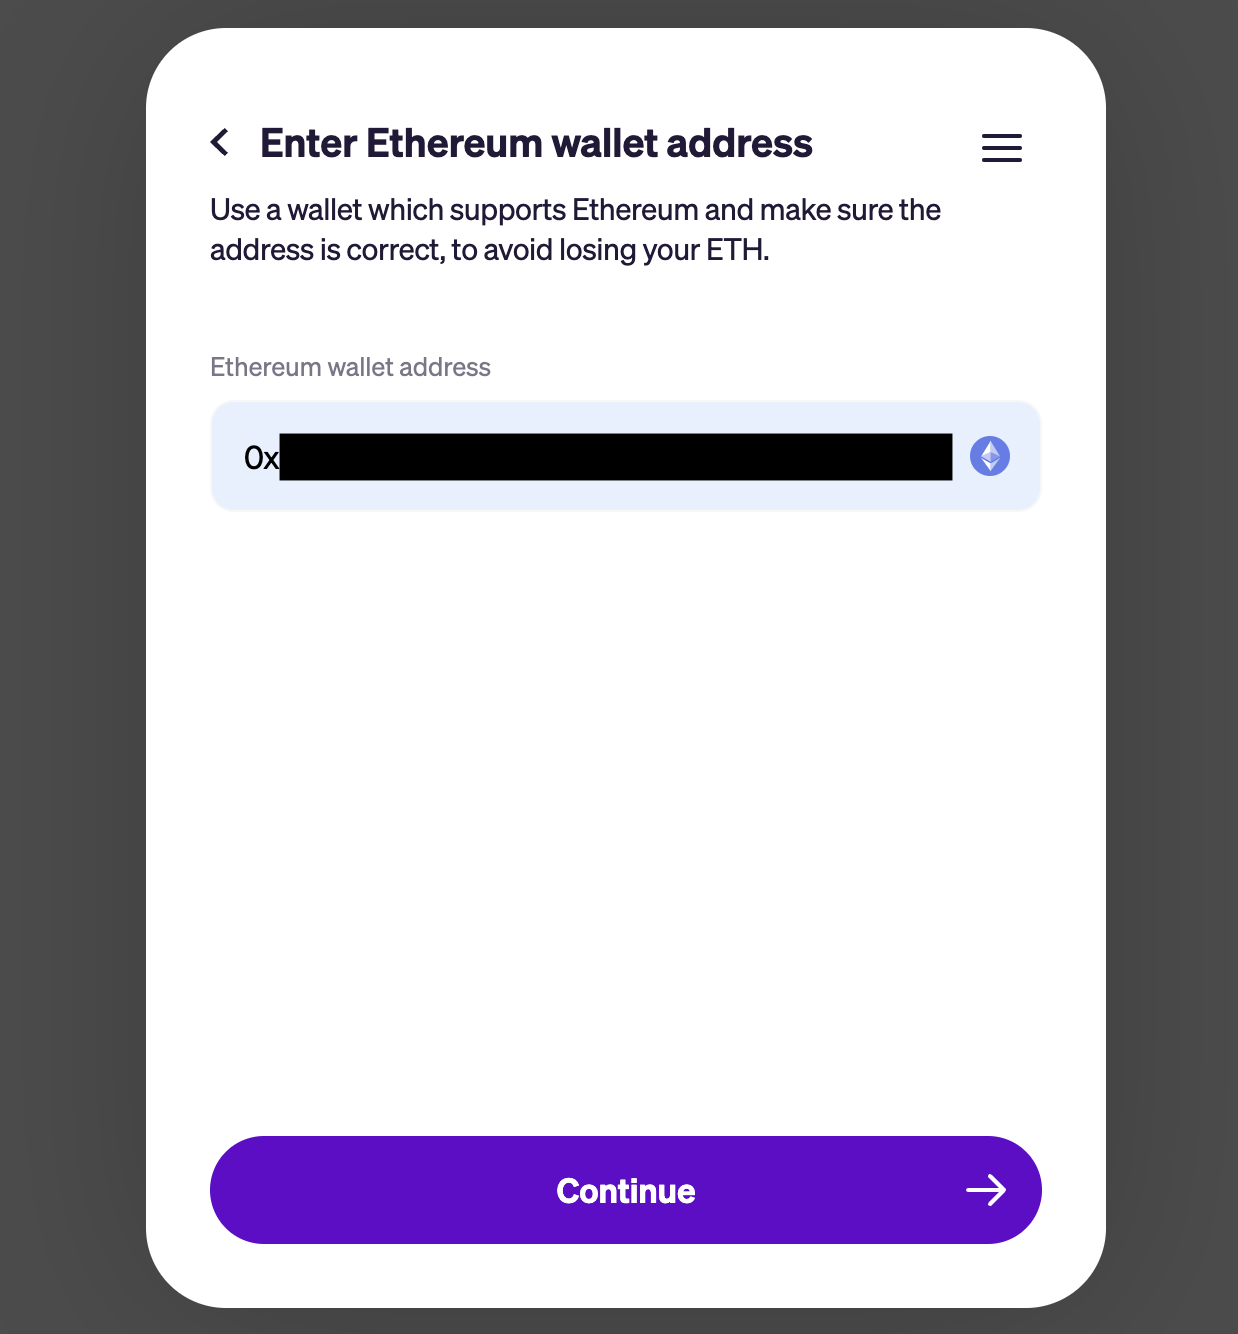 Enter Ethereum wallet address
Use a wallet which supports Ethereum and make sure the
address is correct, to avoid losing your ETH.
Ethereum wallet address
0x
Continue